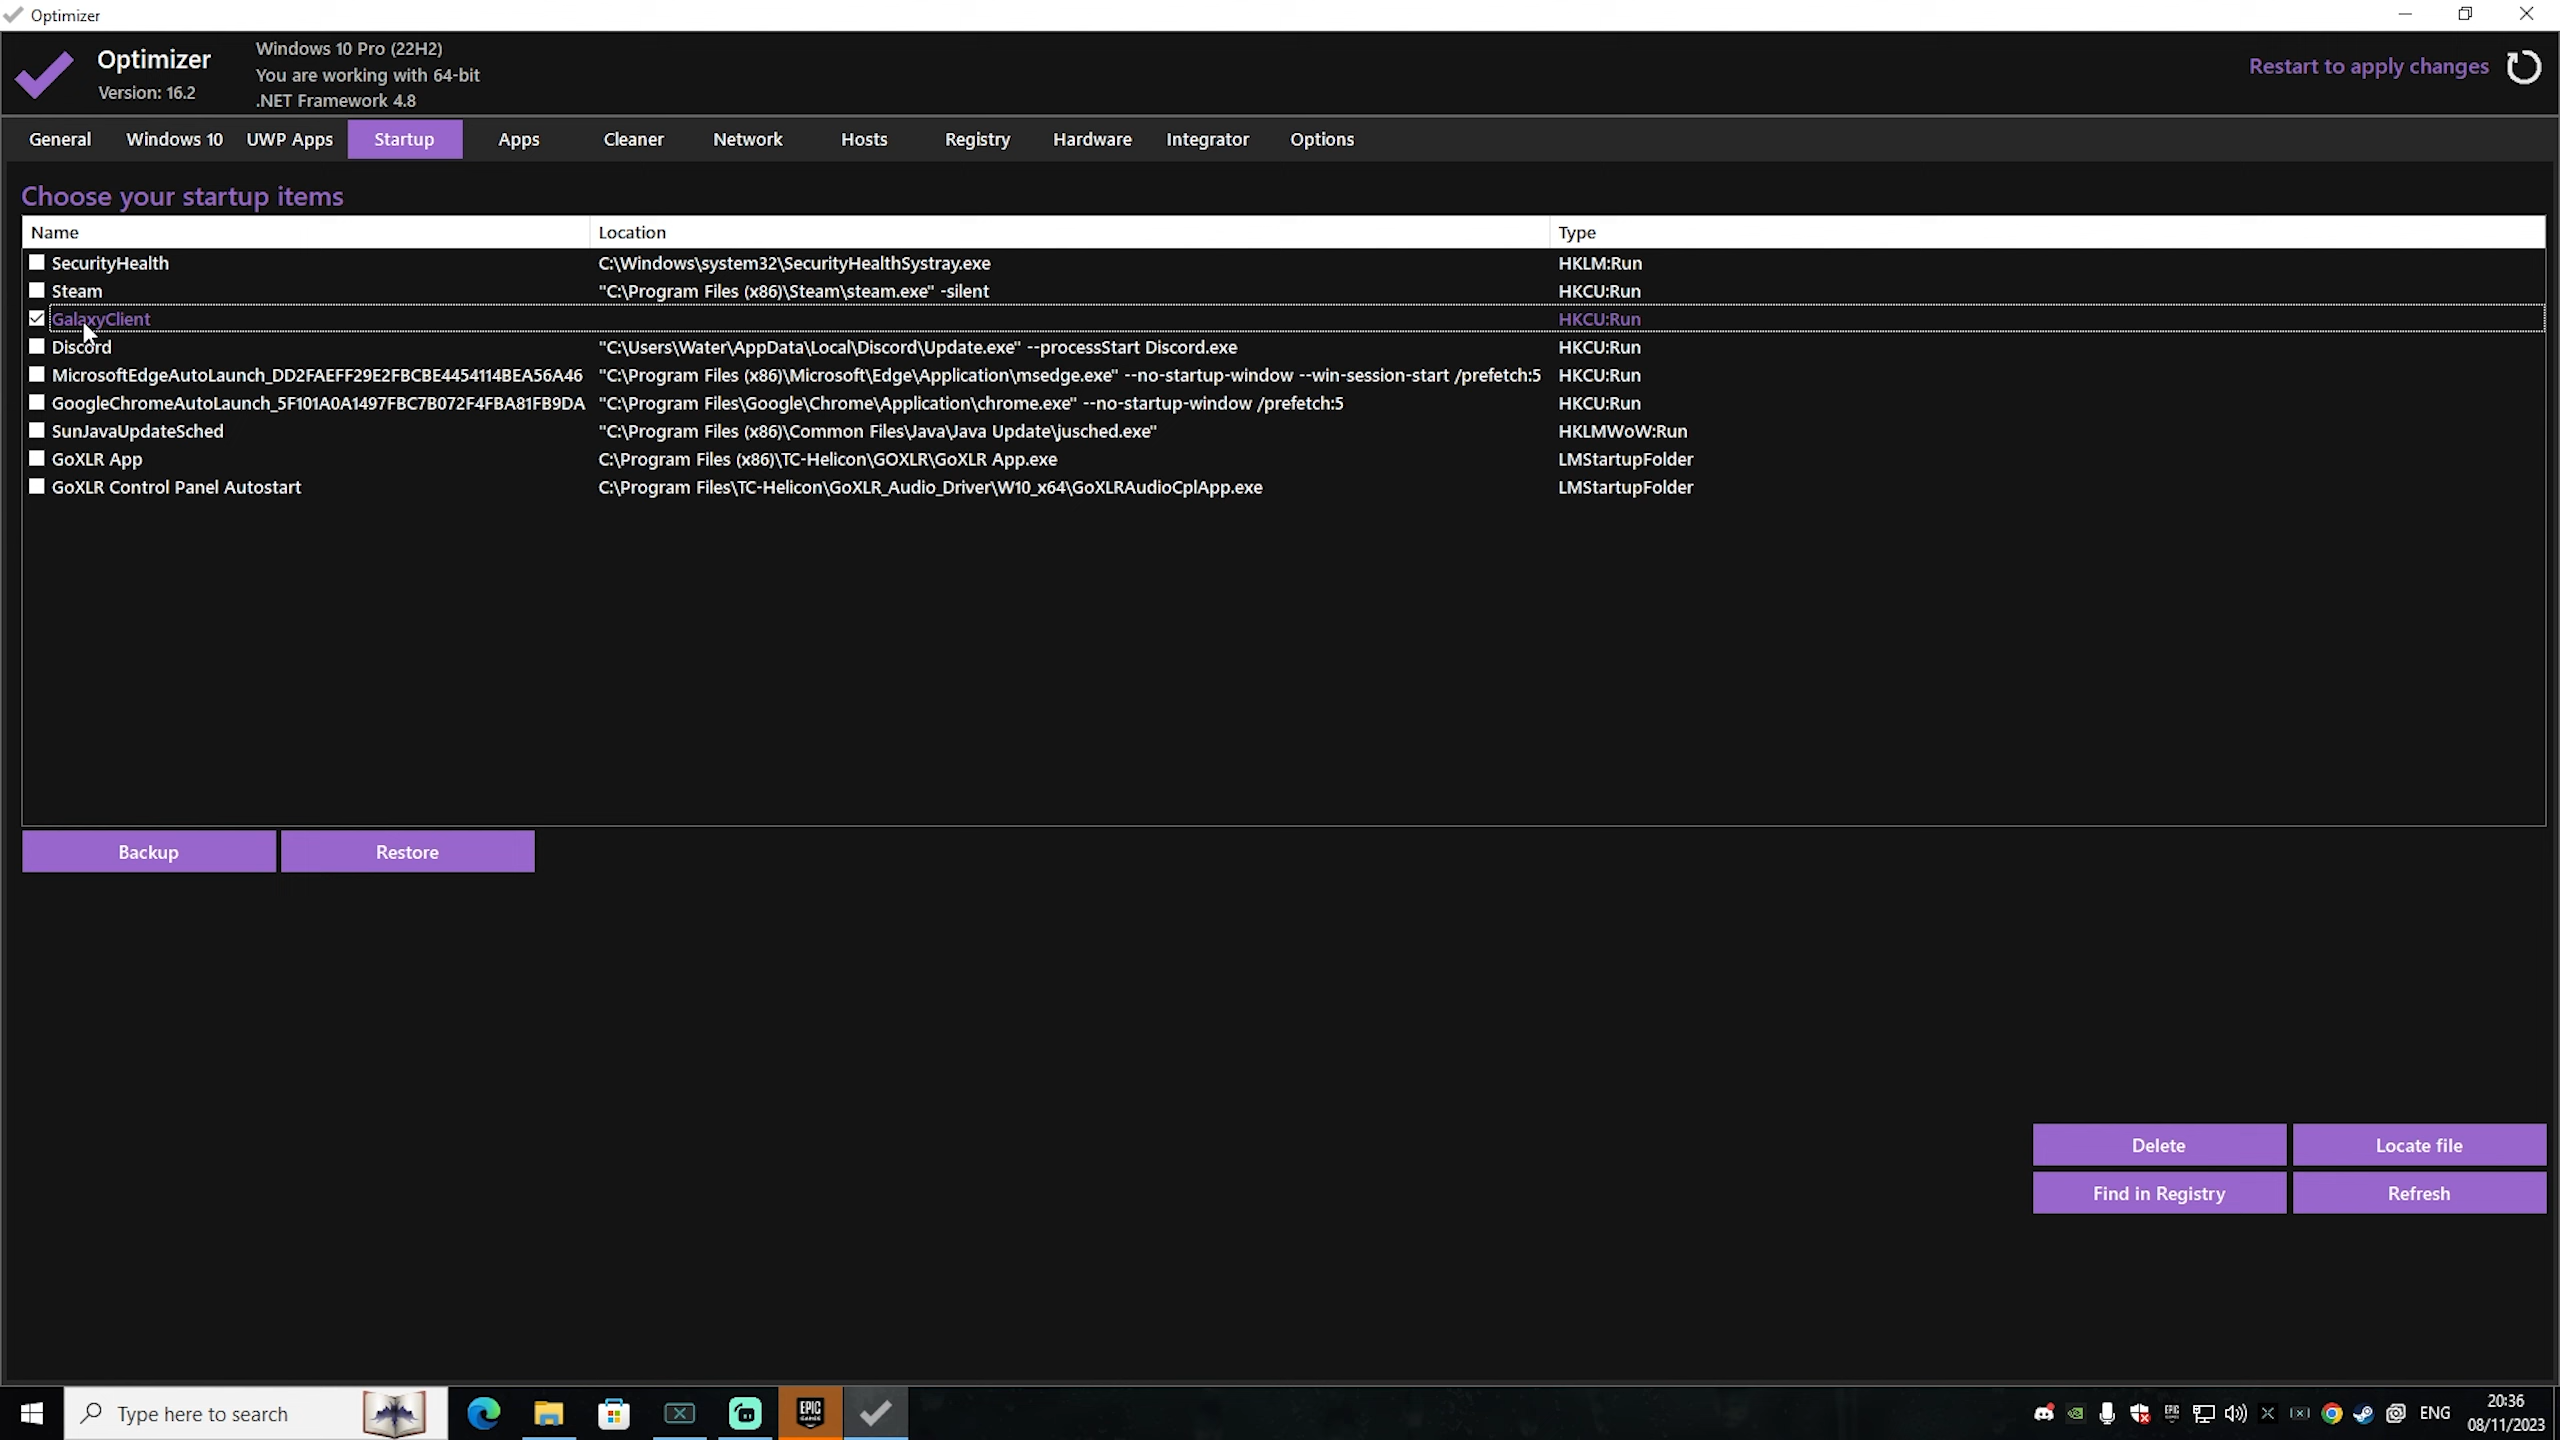 Optimizer
Optimizer
Version: 16.2
Windows 10 Pro (22H2)
You are working with 64-bit
.NET Framework 4.8
Restart to apply changes
General Windows 10 UWP Apps Startup Apps Cleaner Network Hosts Registry Hardware Integrator Options
Choose your startup items
Name Location Type
SecurityHealth C:\Windows\system32\SecurityHealthSystray.exe HKLM:Run
Steam "C:\Program Files (x86)\Steam\steam.exe" -silent HKCU:Run
GalaxyClient HKCU:Run
Discord "C:\Users\Water\AppData\Local\Discord\Update.exe" --processStart Discord.exe HKCU:Run
MicrosoftEdgeAutoLaunch_DD2FAEFF29E2FBCBE4454114BEA56A46 "C:\Program Files (x86)\Microsoft\Edge\Application\msedge.exe" --no-startup-window --win-session-start /prefetch:5 HKCU:Run
GoogleChromeAutoLaunch_5F101A0A1497FBC7B072F4FBA81FB9DA "C:\Program Files\Google\Chrome\Application\chrome.exe" --no-startup-window /prefetch:5 HKCU:Run
SunJavaUpdateSched "C:\Program Files (x86)\Common Files\Java\Java Update\jusched.exe" HKLMWoW:Run
GoXLR App C:\Program Files (x86)\TC-Helicon\GOXLR\GoXLR App.exe LMStartupFolder
GoXLR Control Panel Autostart C:\Program Files\TC-Helicon\GoXLR_Audio_Driver\W10_x64\GoXLRAudioCplApp.exe LMStartupFolder
Backup Restore
Delete Locate file
Find in Registry Refresh
Type here to search
EPIC GAMES
ENG
20:36
08/11/2023